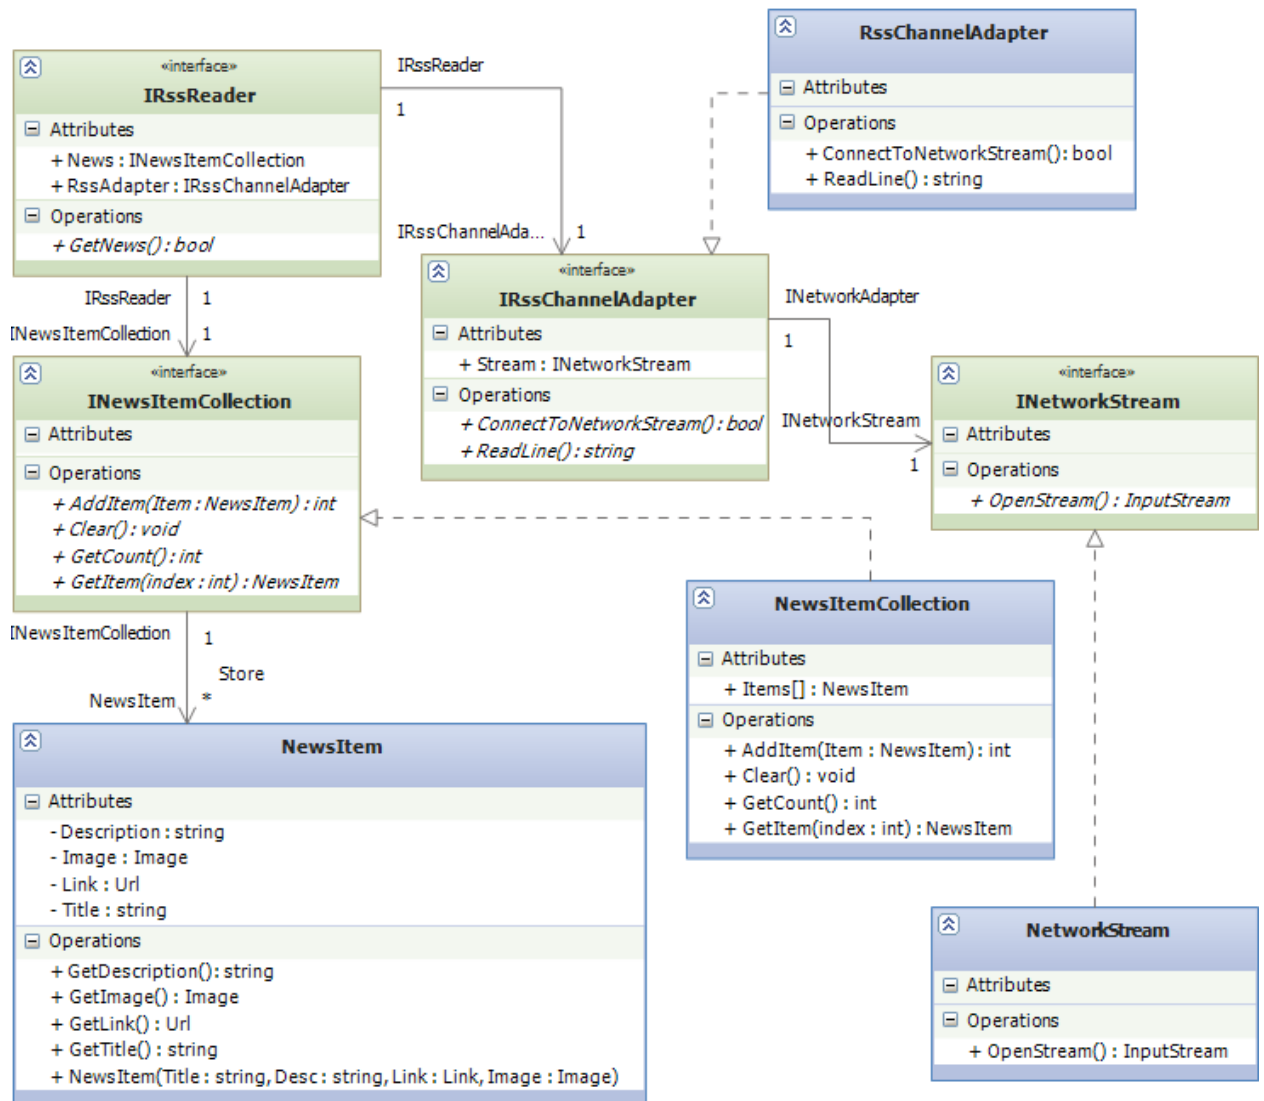 «interface»
IRssReader
Attributes
+ News : INewsItemCollection
+ RssAdapter : IRssChannelAdapter
Operations
+ GetNews() : bool
IRssReader
1
IRssChannelAda...
1
RssChannelAdapter
Attributes
Operations
+ ConnectToNetworkStream(): bool
+ ReadLine() : string
IRssReader
1
INewsItemCollection
1
«interface»
IRssChannelAdapter
Attributes
+ Stream : INetworkStream
Operations
+ ConnectToNetworkStream() : bool
+ ReadLine() : string
INetworkAdapter
1
INetworkStream
1
«interface»
INewsItemCollection
Attributes
Operations
+ AddItem(Item : NewsItem) : int
+ Clear() : void
+ GetCount() : int
+ GetItem(index : int) : NewsItem
«interface»
INetworkStream
Attributes
Operations
+ OpenStream() : InputStream
INewsItemCollection
1
Store
NewsItem
*
NewsItemCollection
Attributes
+ Items[] : NewsItem
Operations
+ AddItem(Item : NewsItem) : int
+ Clear() : void
+ GetCount() : int
+ GetItem(index : int) : NewsItem
NewsItem
Attributes
- Description : string
- Image : Image
- Link : Url
- Title : string
Operations
+ GetDescription(): string
+ GetImage() : Image
+ GetLink() : Url
+ GetTitle() : string
+ NewsItem(Title : string, Desc : string, Link : Link, Image : Image)
NetworkStream
Attributes
Operations
+ OpenStream() : InputStream